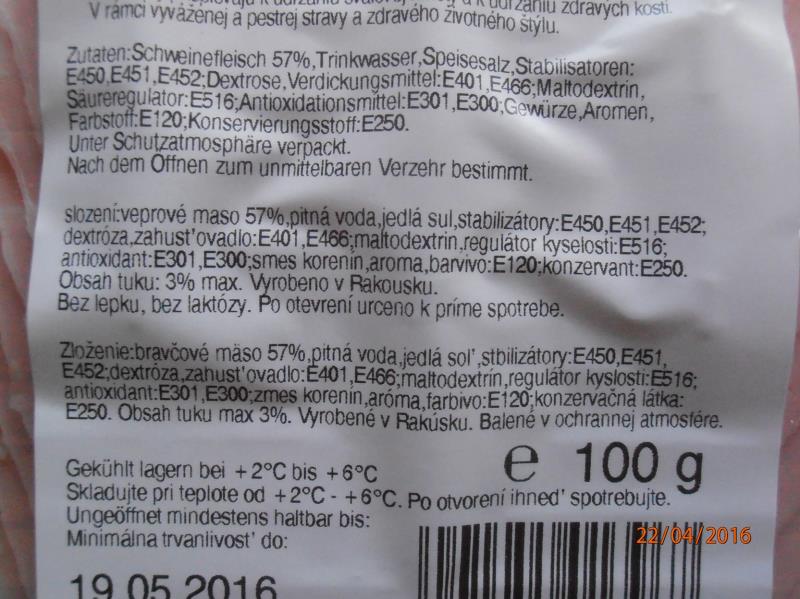 V rámci vyváženej a pestrej stravy a zdravého životného štýlu.
Zutaten:Schweinefleisch 57%,Trinkwasser,Speisesalz,Stabilisatoren:
E450,E451,E452;Dextrose,Verdickungsmittel:E401,E466;Maltodextrin,
Säureregulator:E516;Antioxidationsmittel:E301,E300;Gewürze,Aromen,
Farbstoff:E120;Konservierungsstoff:E250.
Unter Schutzatmosphäre verpackt.
Nach dem Öffnen zum unmittelbaren Verzehr bestimmt.
slození:veprové maso 57%,pitná voda,jedlá sul,stabilizátory:E450,E451,E452;
dextróza,zahust'ovadlo:E401,E466;maltodextrin,regulátor kyselosti:E516;
antioxidant:E301,E300;smes korenin,aroma,barvivo:E120;konzervant:E250.
Obsah tuku: 3% max. Vyrobeno v Rakousku.
Bez lepku, bez laktózy. Po otevrení urceno k príme spotrebe.
Zloženie:bravčové mäso 57%,pitná voda,jedlá sol',stbilizátory:E450,E451,
E452;dextróza,zahust'ovadlo:E401,E466;maltodextrín,regulátor kyslosti:E516;
antioxidant:E301,E300;zmes korenín,aróma,farbivo:E120;konzervačná látka:
E250. Obsah tuku max 3%. Vyrobené v Rakúsku. Balené v ochrannej atmosfére.
e 100 g
Gekühlt lagern bei +2°C bis +6°C
Skladujte pri teplote od +2°C - +6°C. Po otvorení ihned' spotrebujte.
Ungeöffnet mindestens haltbar bis:
Minimálna trvanlivost' do:
19.05.2016
22/04/2016